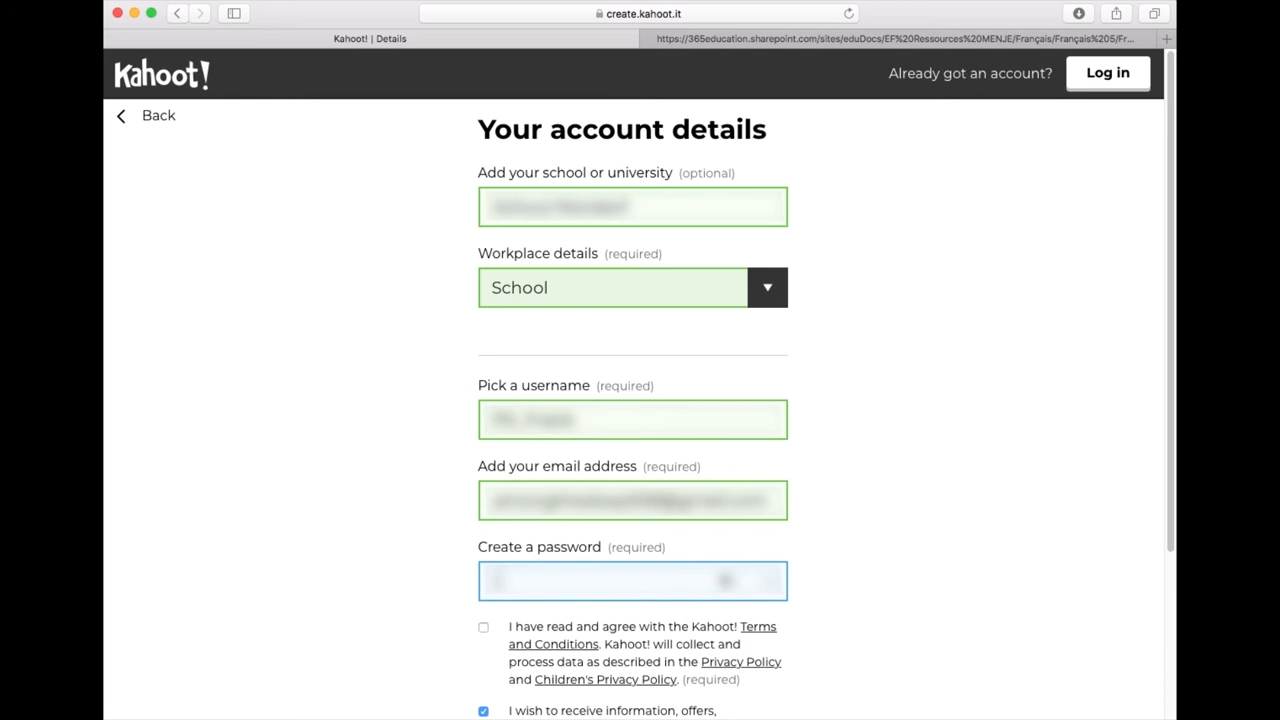 create.kahoot.it
Kahoot! | Details
https://365education.sharepoint.com/sites/eduDocs/EF%20Ressources%20MENJE/Français/Français%205/Fr...
Kahoot!
Already got an account?
Log in
Back
Your account details
Add your school or university (optional)
Workplace details (required)
School
Pick a username (required)
Add your email address (required)
Create a password (required)
I have read and agree with the Kahoot! Terms
and Conditions. Kahoot! will collect and
process data as described in the Privacy Policy
and Children's Privacy Policy. (required)
I wish to receive information, offers,